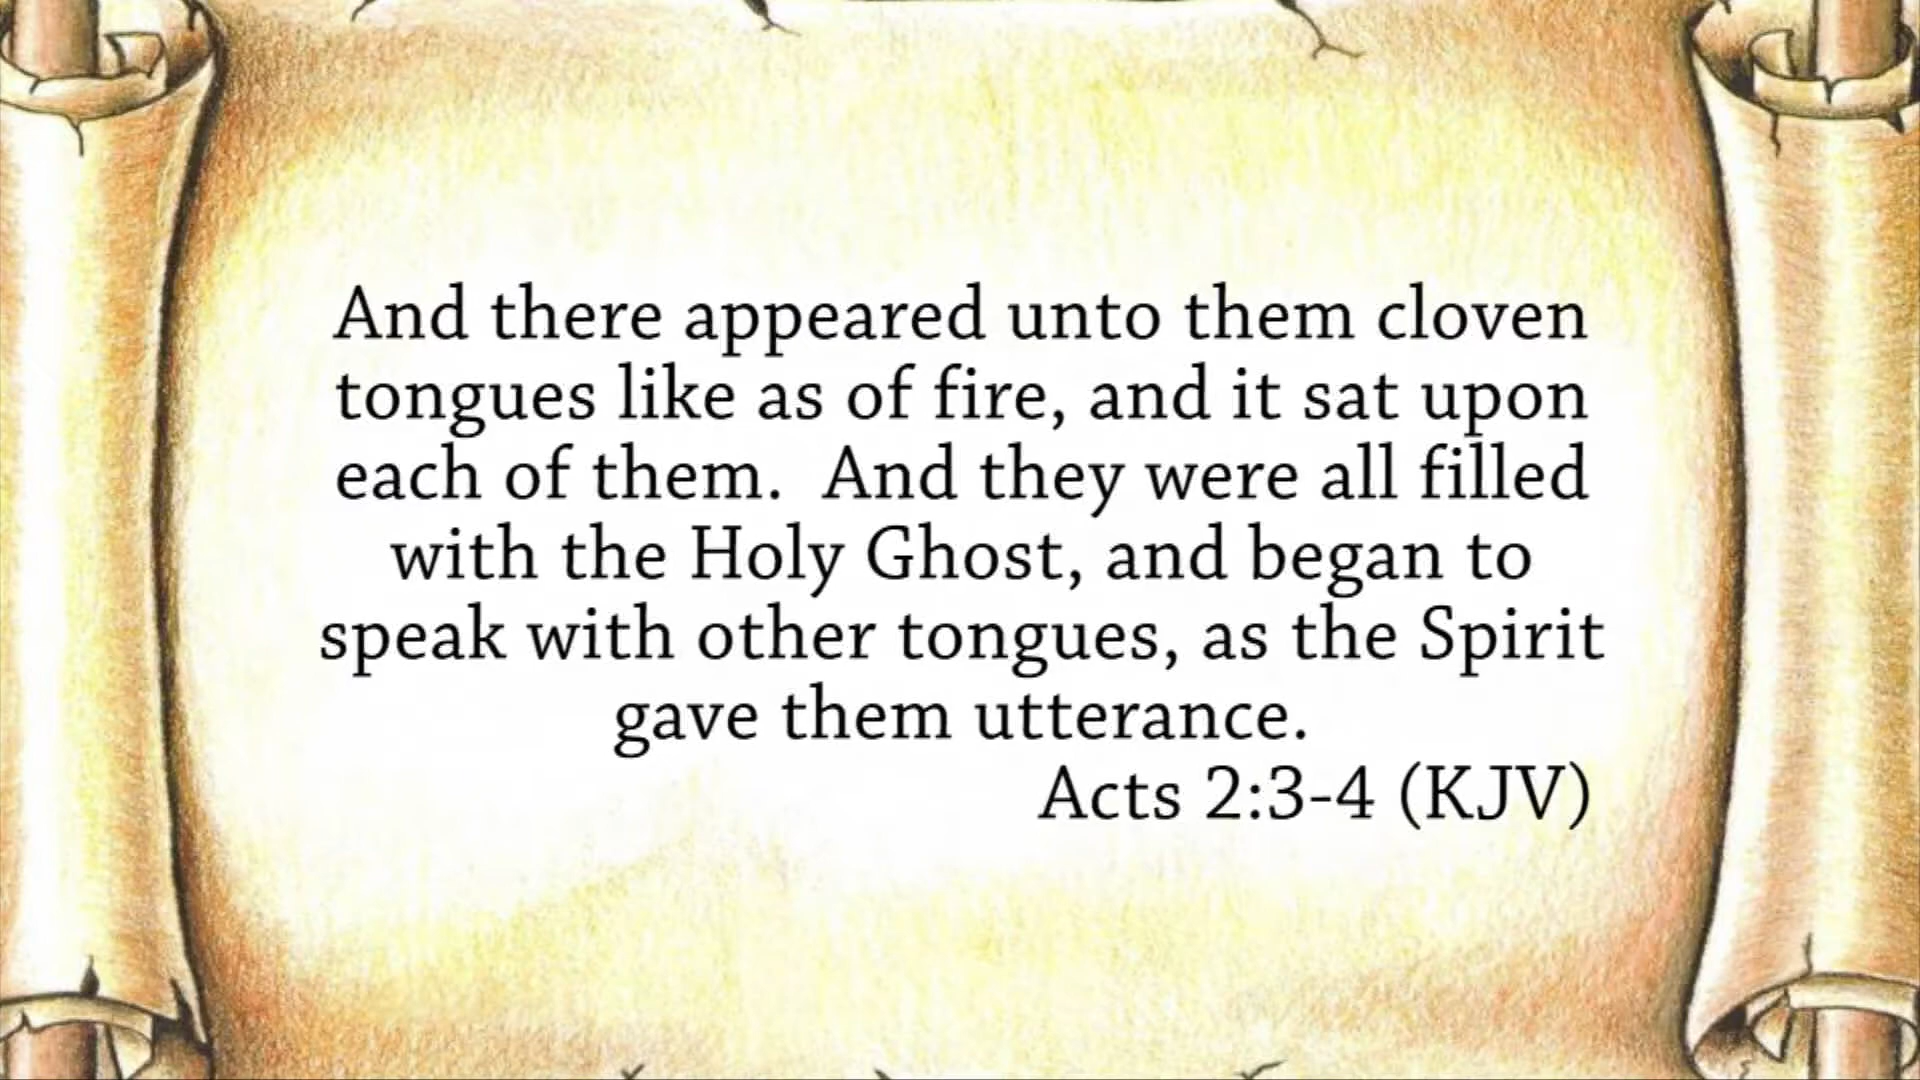 And there appeared unto them cloven
tongues like as of fire, and it sat upon
each of them.  And they were all filled
with the Holy Ghost, and began to
speak with other tongues, as the Spirit
gave them utterance.
Acts 2:3-4 (KJV)